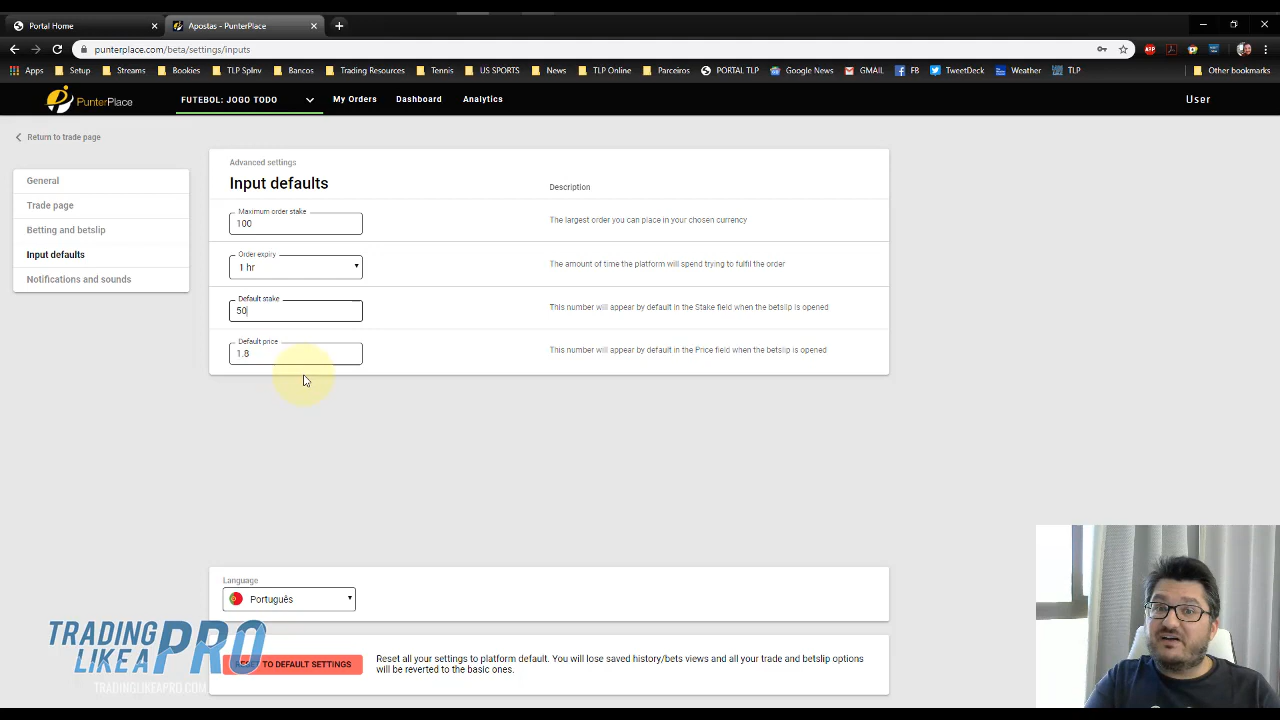 Portal Home
Apostas - PunterPlace
punterplace.com/beta/settings/inputs
Apps Setup Streams Bookies TLP SpInv Bancos Trading Resources Tennis US SPORTS News TLP Online Parceiros PORTAL TLP Google News GMAIL FB TweetDeck Weather TLP Other bookmarks
PunterPlace
FUTEBOL: JOGO TODO My Orders Dashboard Analytics User
Return to trade page
General
Trade page
Betting and betslip
Input defaults
Notifications and sounds
Advanced settings
Input defaults Description
Maximum order stake
100 The largest order you can place in your chosen currency
Order expiry
1 hr The amount of time the platform will spend trying to fulfil the order
Default stake
50 This number will appear by default in the Stake field when the betslip is opened
Default price
1.8 This number will appear by default in the Price field when the betslip is opened
Language
Português
RESET TO DEFAULT SETTINGS
Reset all your settings to platform default. You will lose saved history/bets views and all your trade and betslip options
will be reverted to the basic ones.
TRADING
LIKE A PRO
TRADINGLIKEAPRO.COM